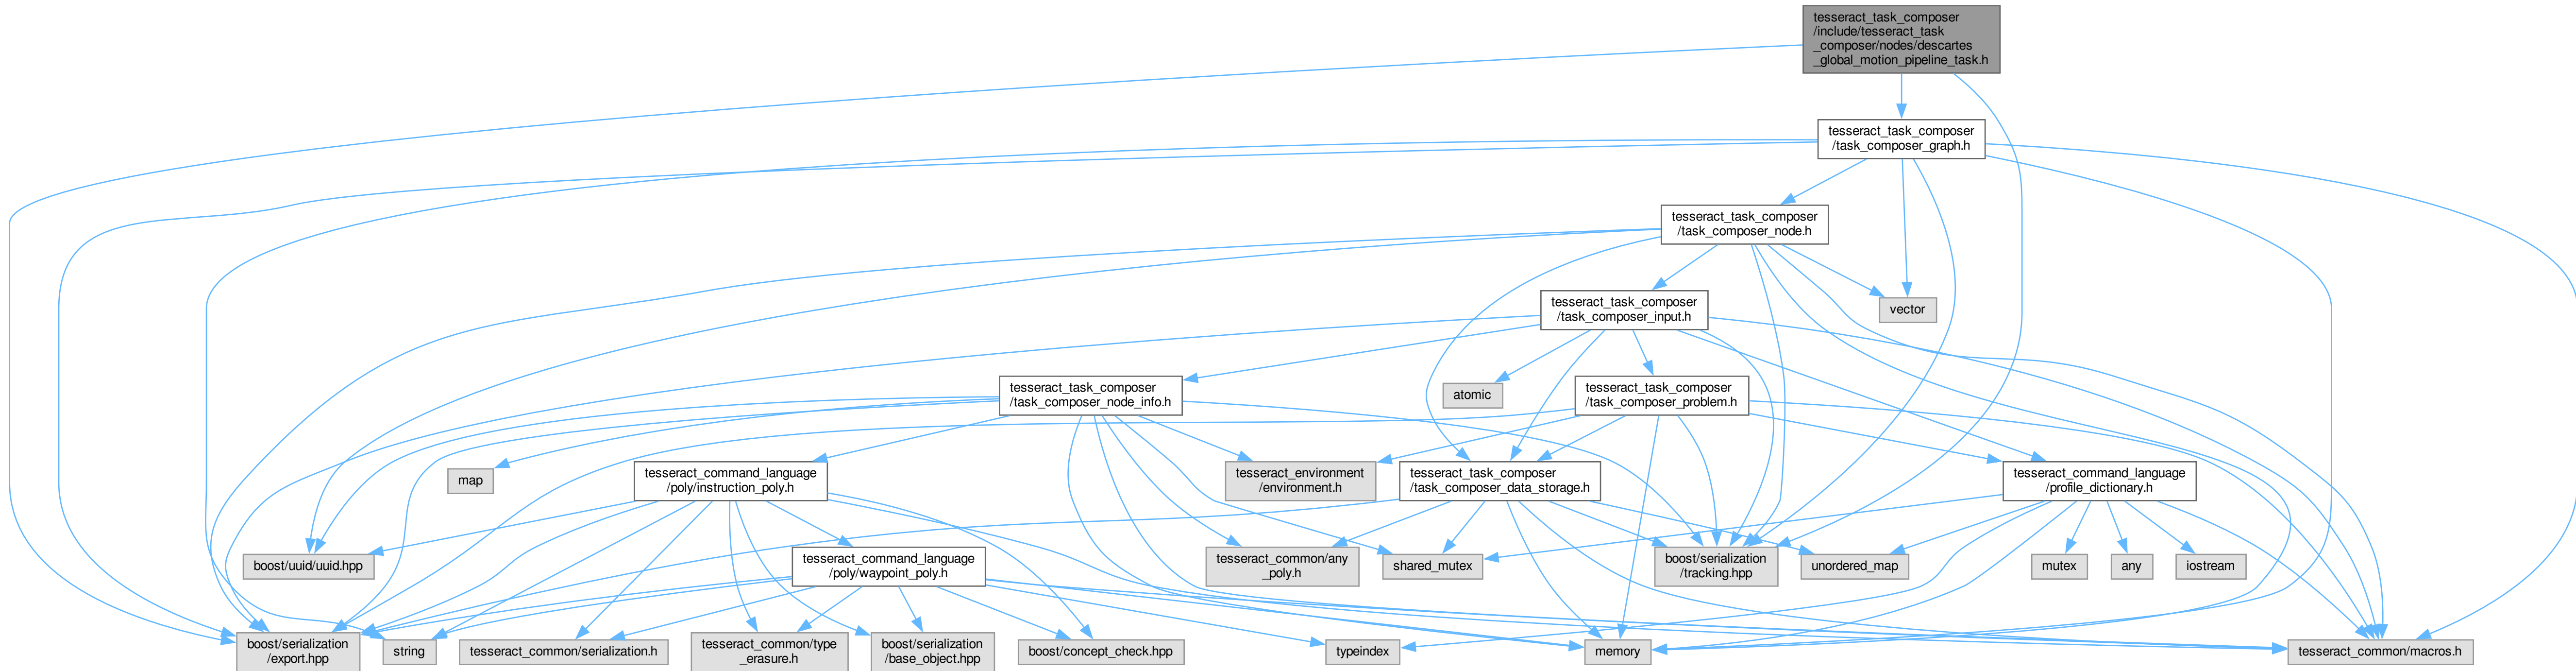 tesseract_task_composer
/include/tesseract_task
_composer/nodes/descartes
_global_motion_pipeline_task.h
tesseract_task_composer
/task_composer_graph.h
tesseract_task_composer
/task_composer_node.h
tesseract_task_composer
/task_composer_input.h
vector
tesseract_task_composer
/task_composer_node_info.h
atomic
tesseract_task_composer
/task_composer_problem.h
map
tesseract_command_language
/poly/instruction_poly.h
tesseract_environment
/environment.h
tesseract_task_composer
/task_composer_data_storage.h
tesseract_command_language
/profile_dictionary.h
boost/uuid/uuid.hpp
tesseract_command_language
/poly/waypoint_poly.h
tesseract_common/any
_poly.h
shared_mutex
boost/serialization
/tracking.hpp
unordered_map
mutex
any
iostream
boost/serialization
/export.hpp
string
tesseract_common/serialization.h
tesseract_common/type
_erasure.h
boost/serialization
/base_object.hpp
boost/concept_check.hpp
typeindex
memory
tesseract_common/macros.h